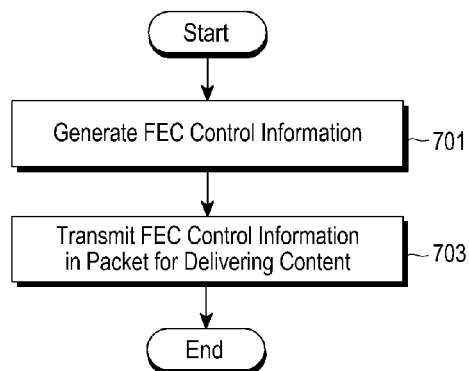 Start
Generate FEC Control Information
701
Transmit FEC Control Information
in Packet for Delivering Content
703
End